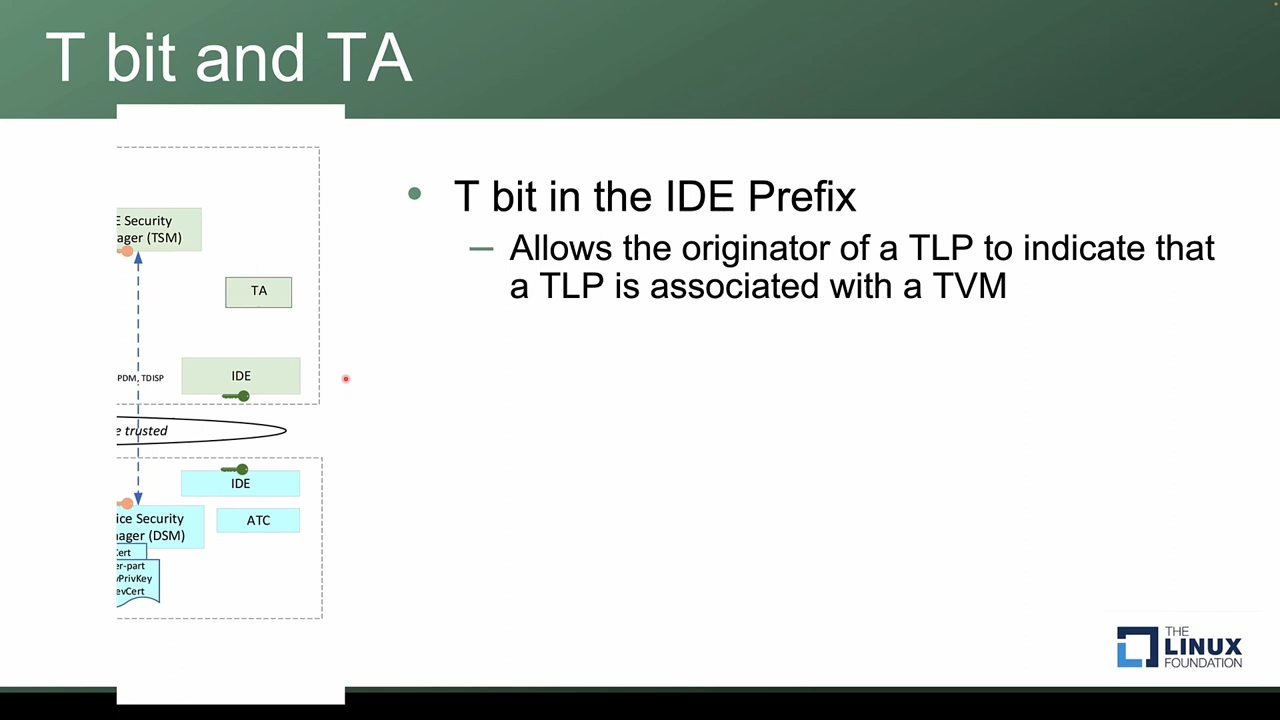 T bit and TA
E Security
ager (TSM)
TA
PDM, TDISP
IDE
e trusted
IDE
ATC
ice Security
nager (DSM)
Cert
er-part
vPrivKey
evCert
• T bit in the IDE Prefix
– Allows the originator of a TLP to indicate that
a TLP is associated with a TVM
THE
LINUX
FOUNDATION